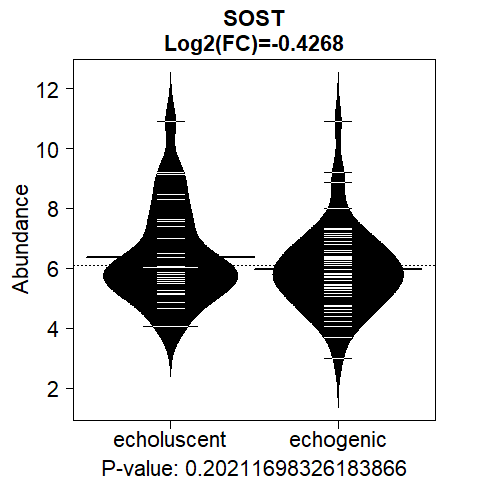 SOST
Log2(FC)=-0.4268
Abundance
12
10
8
6
4
2
echoluscent echogenic
P-value: 0.20211698326183866